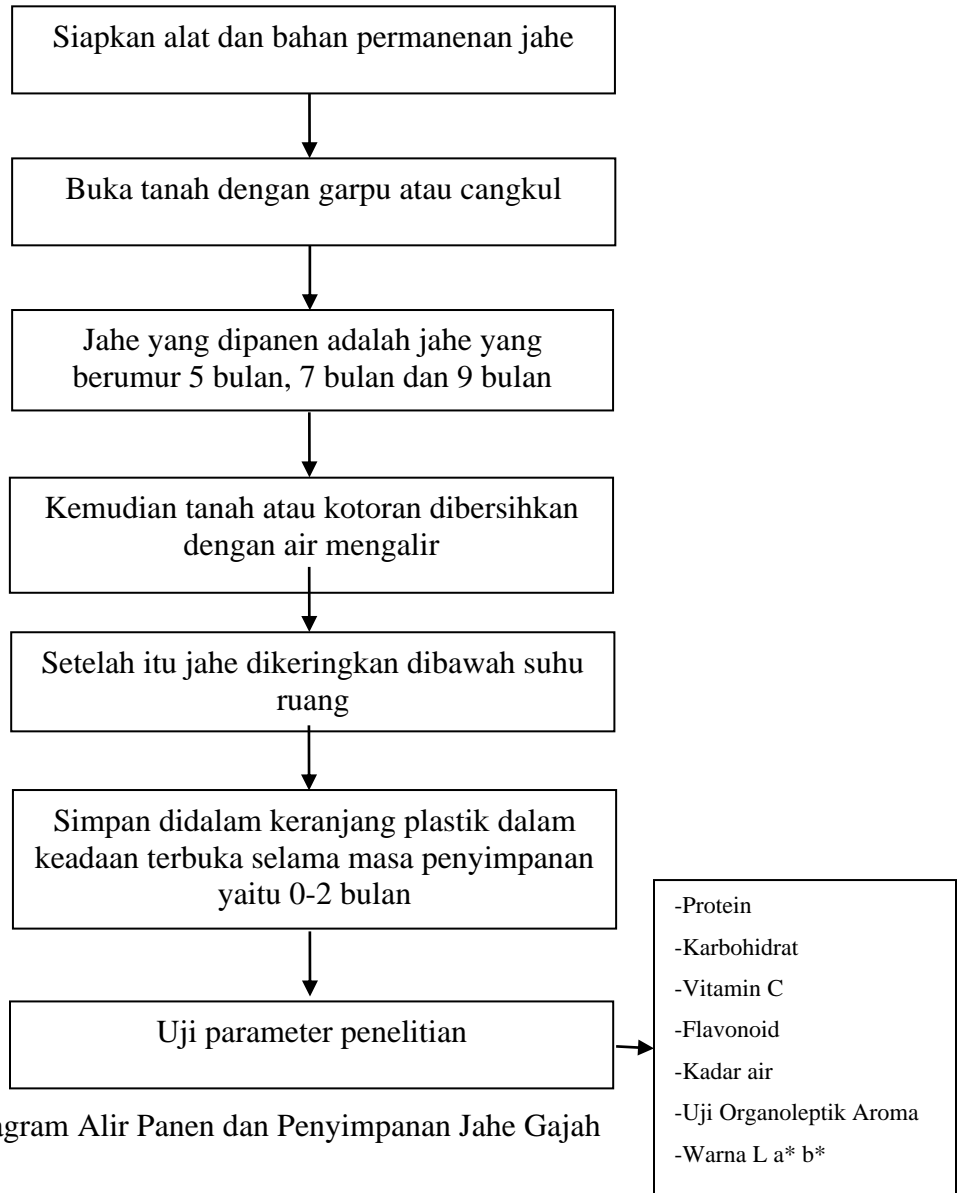 Siapkan alat dan bahan permanenan jahe
Buka tanah dengan garpu atau cangkul
Jahe yang dipanen adalah jahe yang
berumur 5 bulan, 7 bulan dan 9 bulan
Kemudian tanah atau kotoran dibersihkan
dengan air mengalir
Setelah itu jahe dikeringkan dibawah suhu
ruang
Simpan didalam keranjang plastik dalam
keadaan terbuka selama masa penyimpanan
yaitu 0-2 bulan
Uji parameter penelitian
-Protein
-Karbohidrat
-Vitamin C
-Flavonoid
-Kadar air
-Uji Organoleptik Aroma
-Warna L a* b*
agram Alir Panen dan Penyimpanan Jahe Gajah